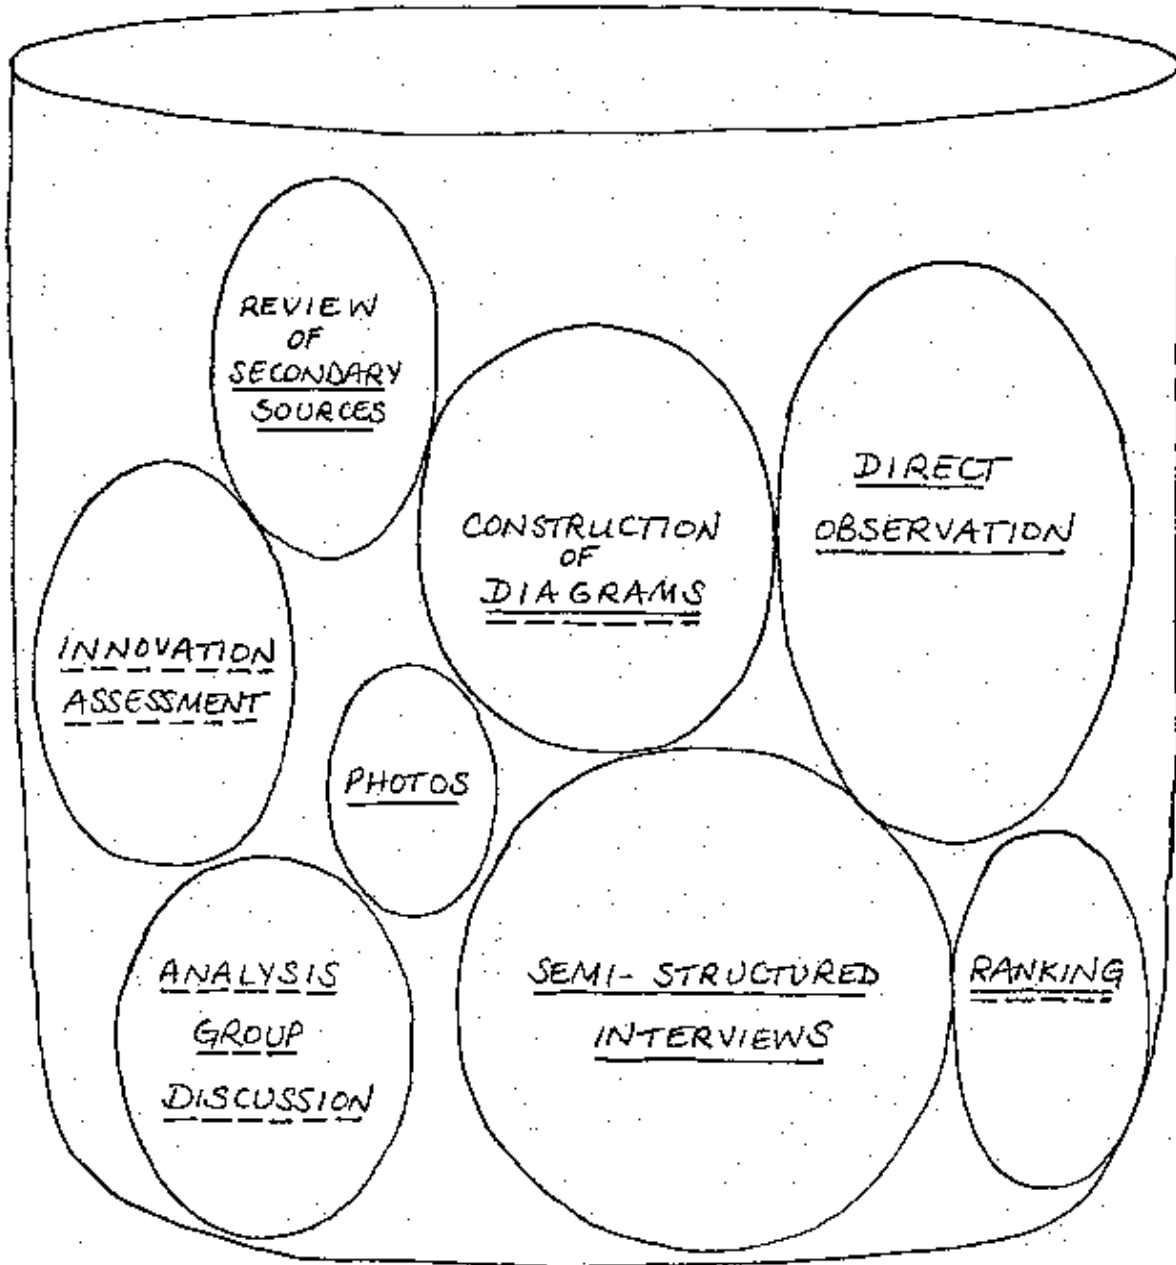 REVIEW
OF
SECONDARY
SOURCES
CONSTRUCTION
OF
DIAGRAMS
DIRECT
OBSERVATION
INNOVATION
ASSESSMENT
PHOTOS
ANALYSIS
GROUP
DISCUSSION
SEMI-STRUCTURED
INTERVIEWS
RANKING